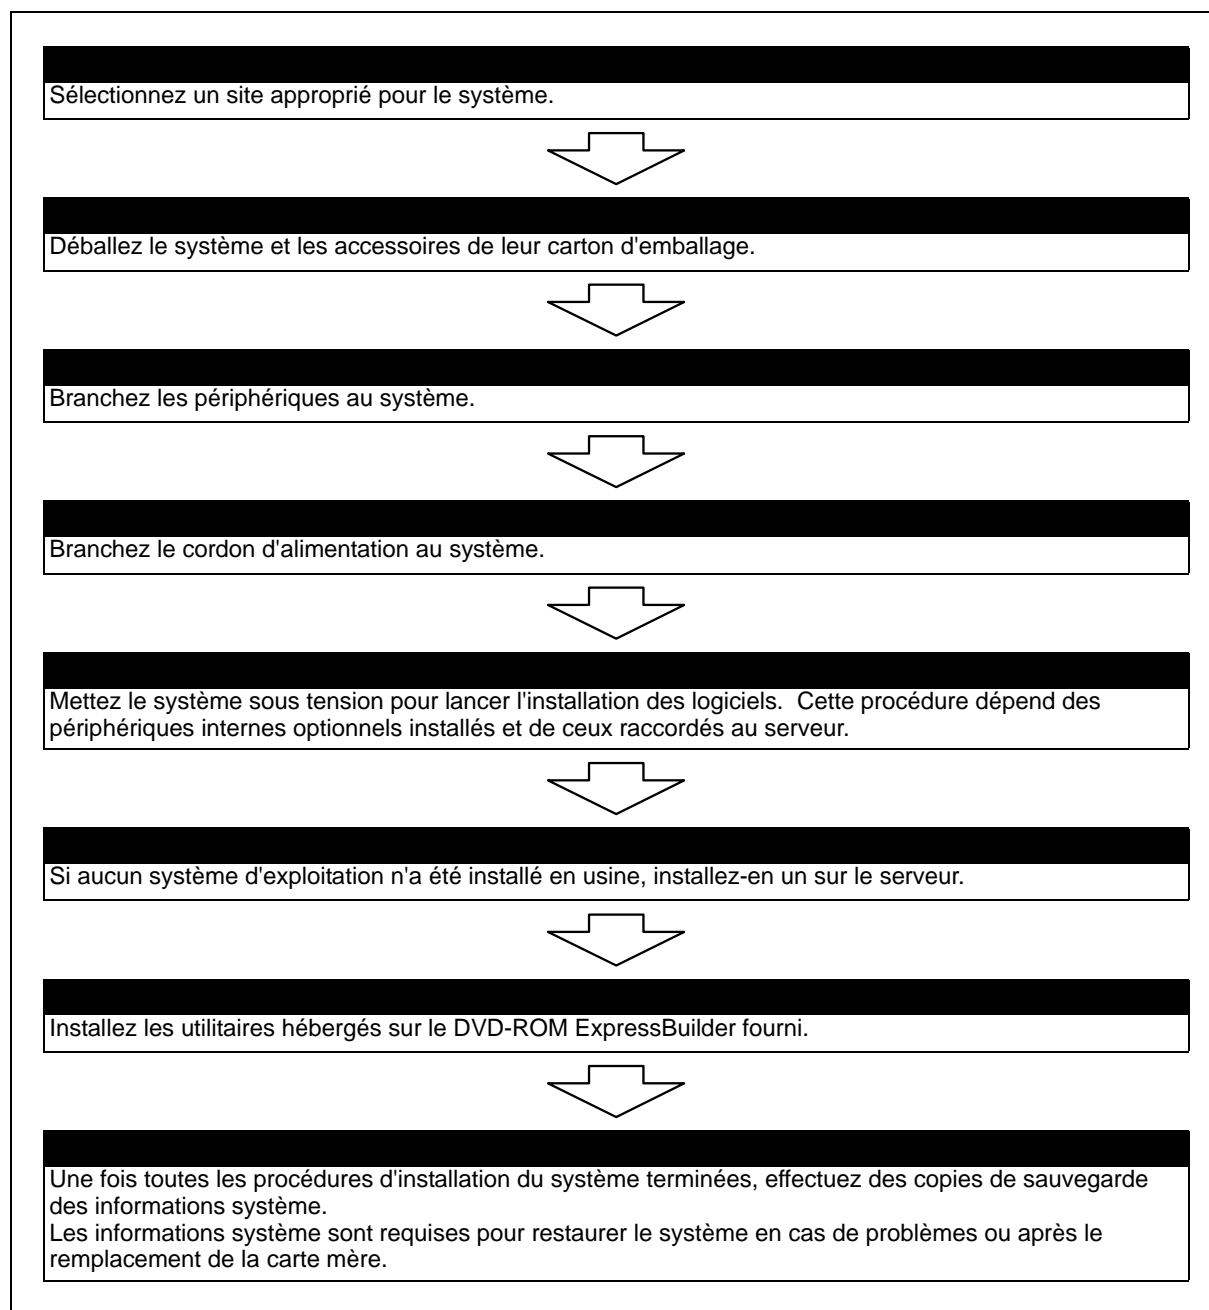 Sélectionnez un site approprié pour le système.
Déballez le système et les accessoires de leur carton d'emballage.
Branchez les périphériques au système.
Branchez le cordon d'alimentation au système.
Mettez le système sous tension pour lancer l'installation des logiciels.  Cette procédure dépend des
périphériques internes optionnels installés et de ceux raccordés au serveur.
Si aucun système d'exploitation n'a été installé en usine, installez-en un sur le serveur.
Installez les utilitaires hébergés sur le DVD-ROM ExpressBuilder fourni.
Une fois toutes les procédures d'installation du système terminées, effectuez des copies de sauvegarde
des informations système.
Les informations système sont requises pour restaurer le système en cas de problèmes ou après le
remplacement de la carte mère.